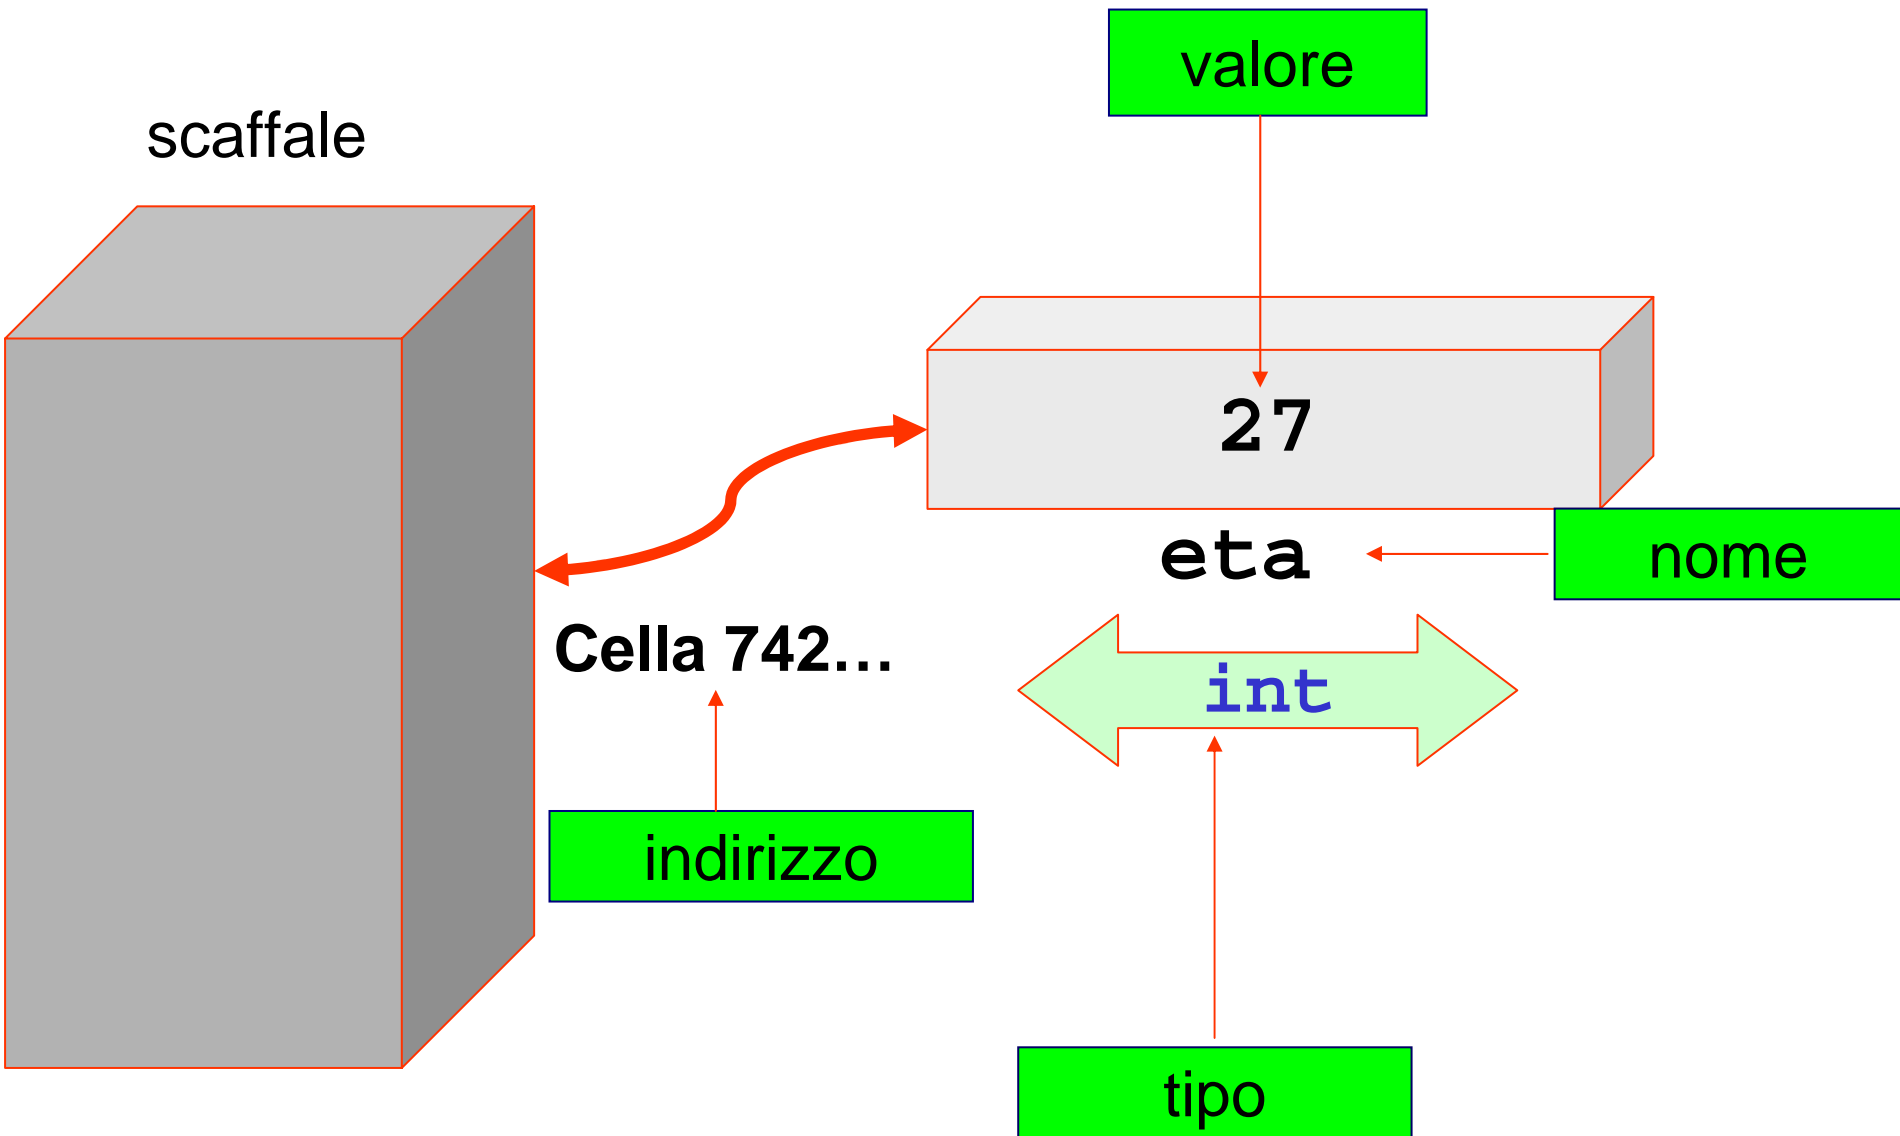 valore
scaffale
27
eta
nome
Cella 742…
int
indirizzo
tipo